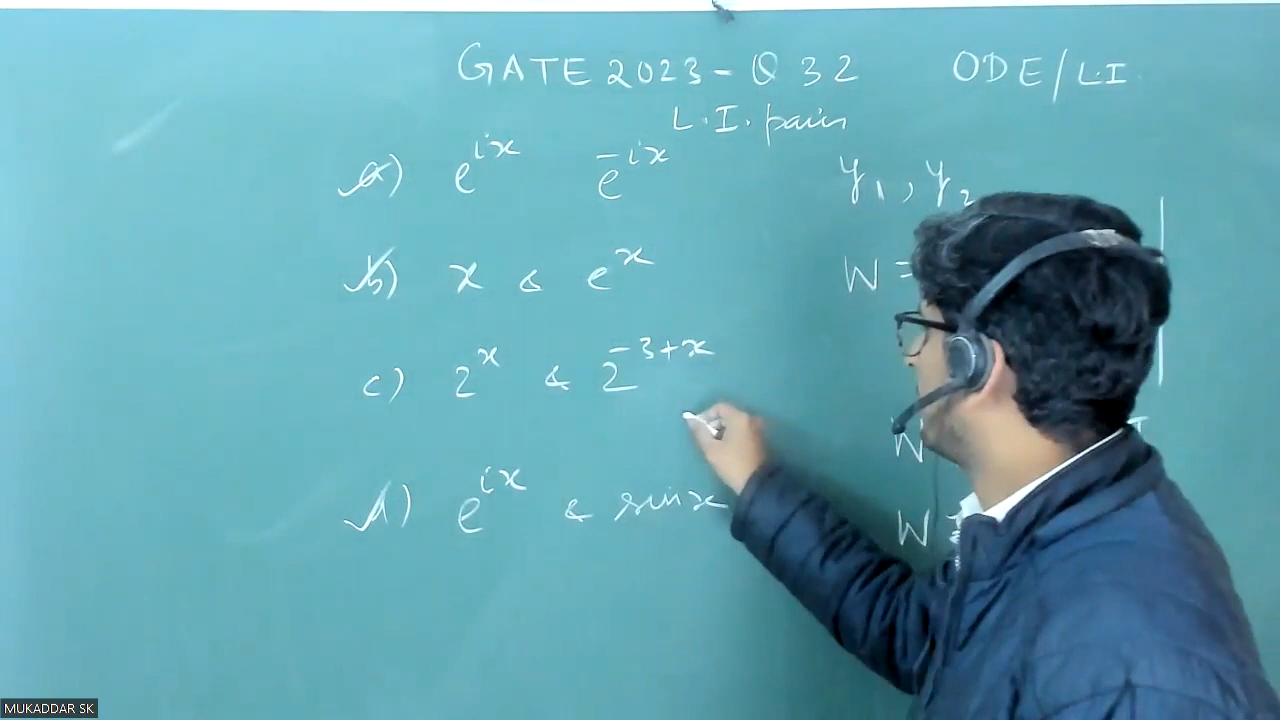 GATE 2023 - Q 32 ODE/L.I.
L.I. pairs
a) e^{ix} e^{-ix} y₁, y₂
b) x & e^x W =
c) 2^x & 2^{-3+x}
W
d) e^{ix} & sin x W =
MUKADDAR SK